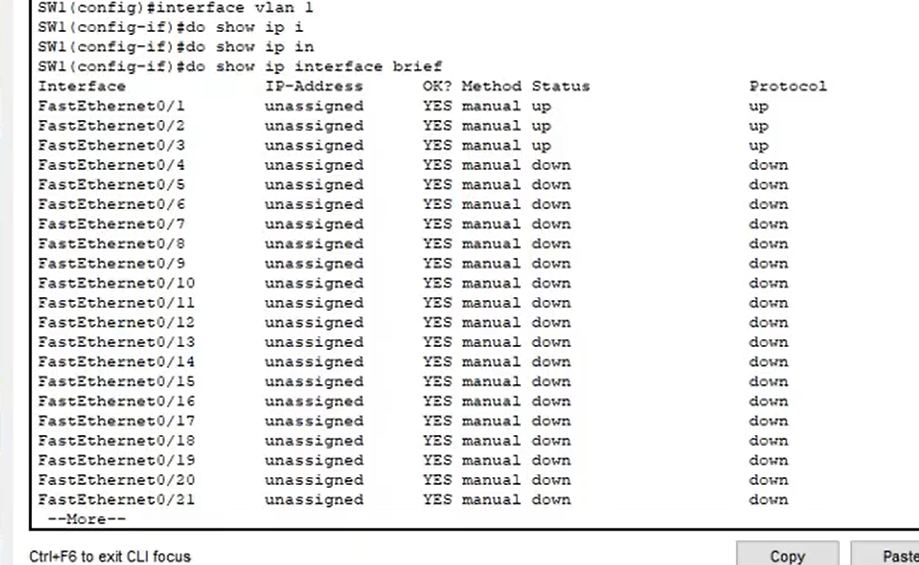 SW1(config)#interface vlan 1
SW1(config-if)#do show ip i
SW1(config-if)#do show ip in
SW1(config-if)#do show ip interface brief
Interface IP-Address OK? Method Status Protocol
FastEthernet0/1 unassigned YES manual up up
FastEthernet0/2 unassigned YES manual up up
FastEthernet0/3 unassigned YES manual up up
FastEthernet0/4 unassigned YES manual down down
FastEthernet0/5 unassigned YES manual down down
FastEthernet0/6 unassigned YES manual down down
FastEthernet0/7 unassigned YES manual down down
FastEthernet0/8 unassigned YES manual down down
FastEthernet0/9 unassigned YES manual down down
FastEthernet0/10 unassigned YES manual down down
FastEthernet0/11 unassigned YES manual down down
FastEthernet0/12 unassigned YES manual down down
FastEthernet0/13 unassigned YES manual down down
FastEthernet0/14 unassigned YES manual down down
FastEthernet0/15 unassigned YES manual down down
FastEthernet0/16 unassigned YES manual down down
FastEthernet0/17 unassigned YES manual down down
FastEthernet0/18 unassigned YES manual down down
FastEthernet0/19 unassigned YES manual down down
FastEthernet0/20 unassigned YES manual down down
FastEthernet0/21 unassigned YES manual down down
--More--
Ctrl+F6 to exit CLI focus Copy Paste